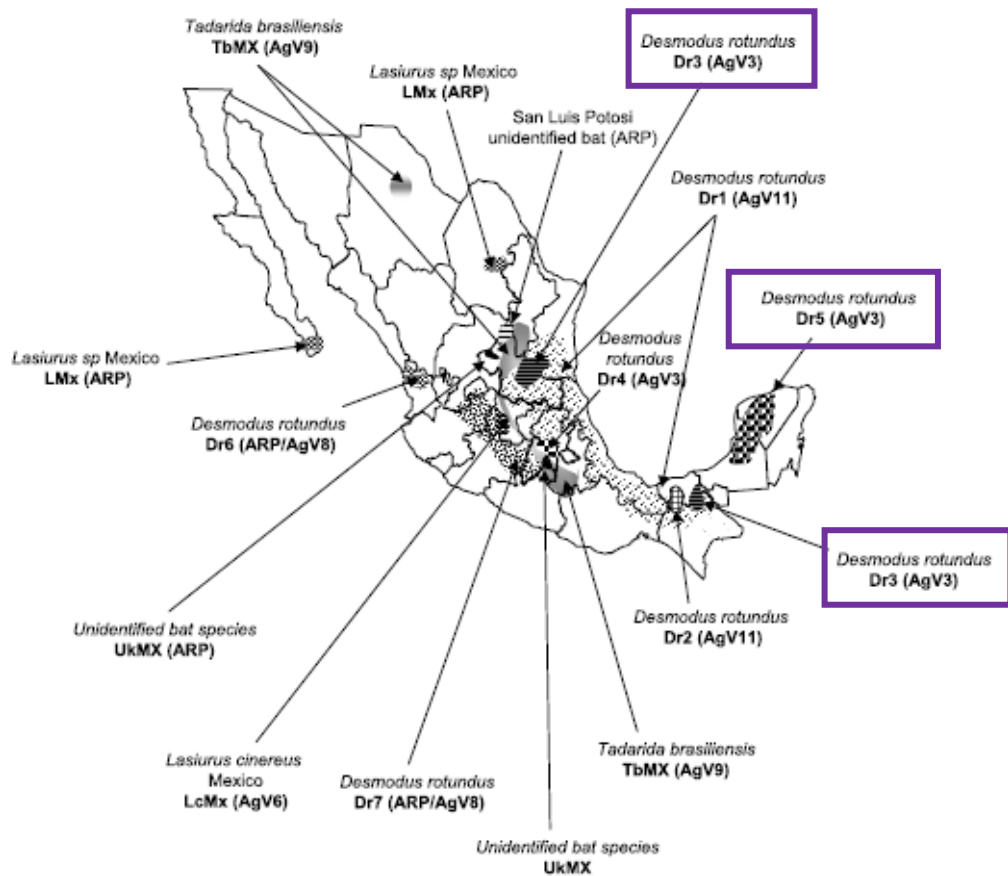 Tadarida brasiliensis
TbMX (AgV9)
Desmodus rotundus
Dr3 (AgV3)
Lasiurus sp Mexico
LMx (ARP)
San Luis Potosi
unidentified bat (ARP)
Desmodus rotundus
Dr1 (AgV11)
Desmodus rotundus
Dr5 (AgV3)
Desmodus
rotundus
Dr4 (AgV3)
Lasiurus sp Mexico
LMx (ARP)
Desmodus rotundus
Dr6 (ARP/AgV8)
Desmodus rotundus
Dr3 (AgV3)
Unidentified bat species
UkMX (ARP)
Desmodus rotundus
Dr2 (AgV11)
Lasiurus cinereus
Mexico
LcMx (AgV6)
Desmodus rotundus
Dr7 (ARP/AgV8)
Tadarida brasiliensis
TbMX (AgV9)
Unidentified bat species
UkMX